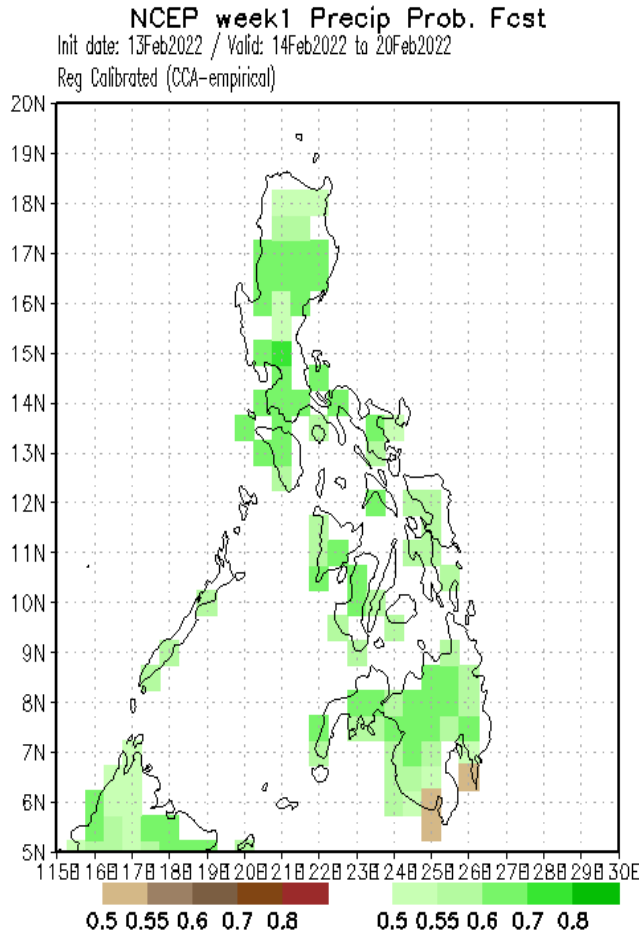 NCEP week1 Precip Prob. Fcst
Init date: 13Feb2022 / Valid: 14Feb2022 to 20Feb2022
Reg Calibrated (CCA-empirical)
20N
19N
18N
17N
16N
15N
14N
13N
12N
11N
10N
9N
8N
7N
6N
5N
115E 116E 117E 118E 119E 120E 121E 122E 123E 124E 125E 126E 127E 128E 129E 130E
0.5 0.55 0.6 0.7 0.8 0.5 0.55 0.6 0.7 0.8